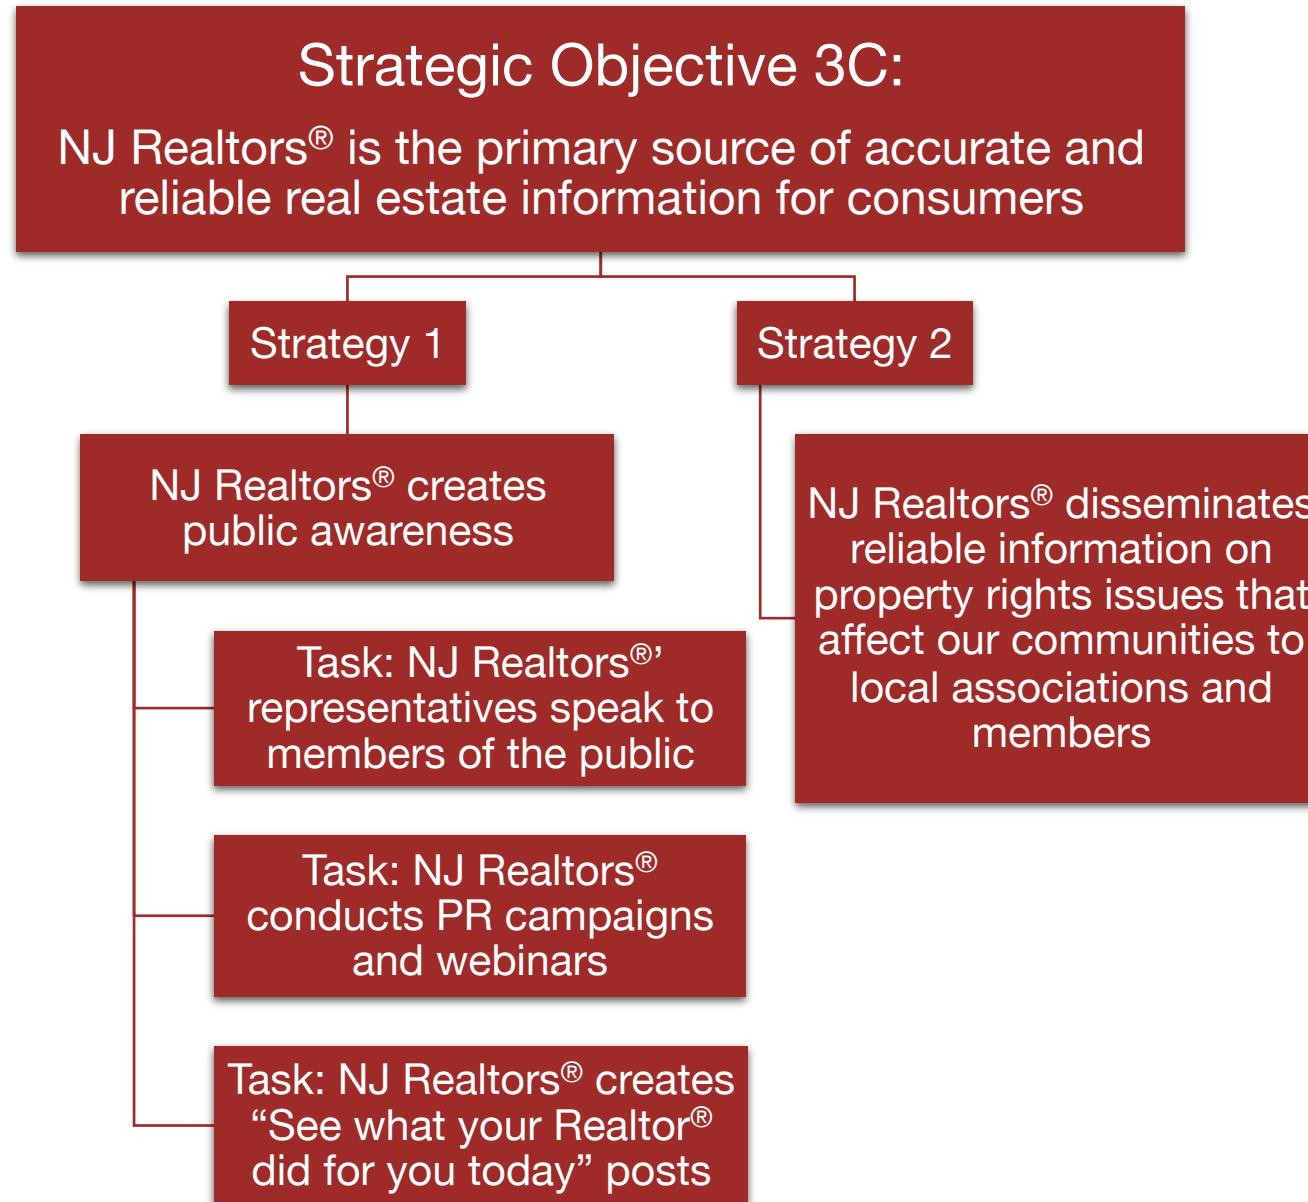 Strategic Objective 3C:
NJ Realtors® is the primary source of accurate and
reliable real estate information for consumers
Strategy 1
NJ Realtors® creates
public awareness
Task: NJ Realtors®’
representatives speak to
members of the public
Task: NJ Realtors®
conducts PR campaigns
and webinars
Task: NJ Realtors® creates
“See what your Realtor®
did for you today” posts
Strategy 2
NJ Realtors® disseminates
reliable information on
property rights issues that
affect our communities to
local associations and
members